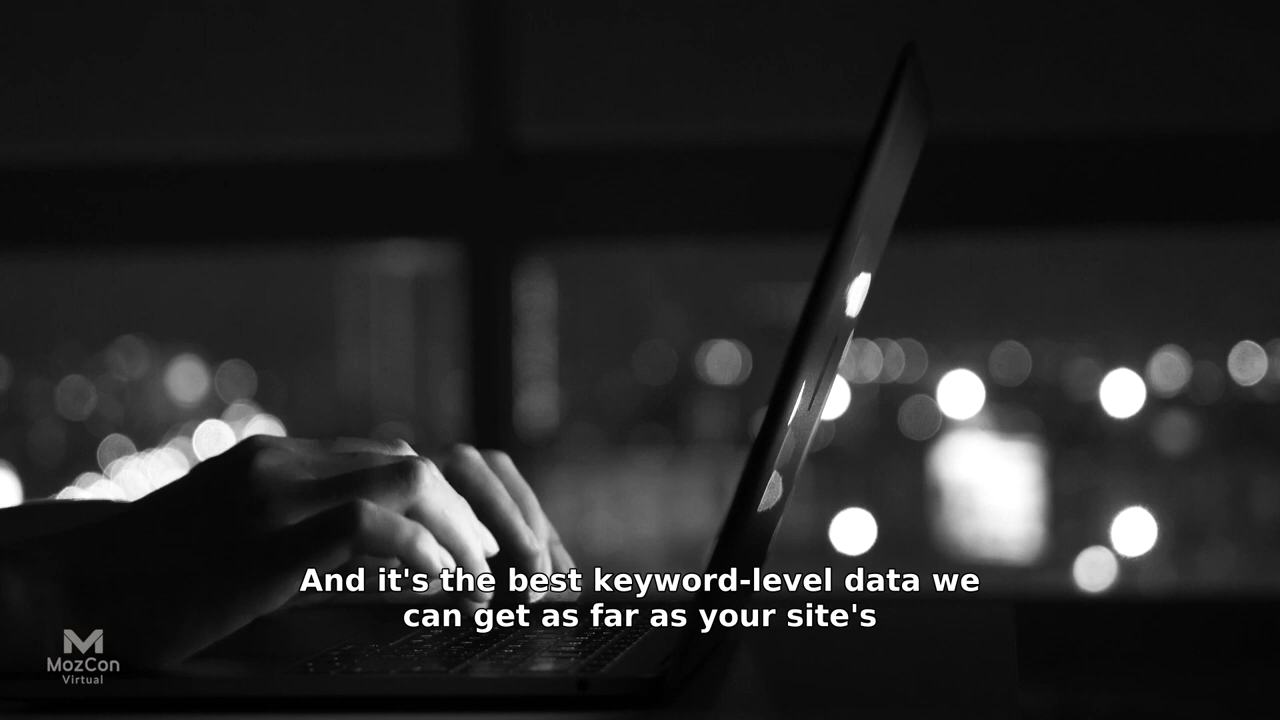 And it's the best keyword-level data we
can get as far as your site's
MozCon
Virtual